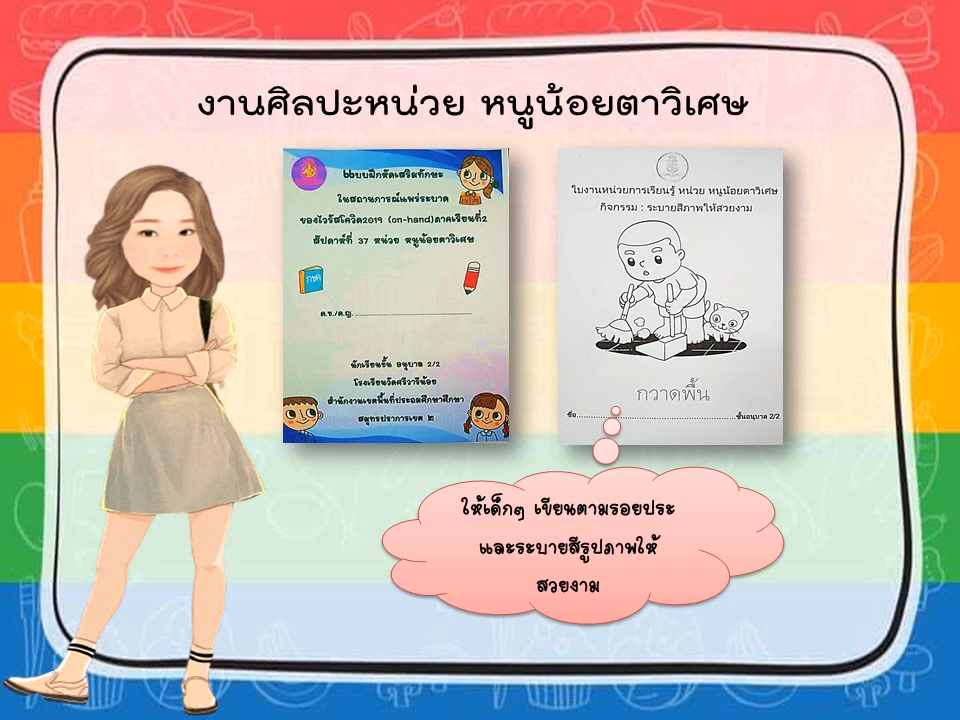 งานศิลปะหน่วย หนูน้อยตาวิเศษ
แบบฝึกหัดเสริมทักษะ
ในสถานการณ์แพร่ระบาด
ของไวรัสโควิด2019 (on-hand)ภาคเรียนที่2
สัปดาห์ที่ 37 หน่วย หนูน้อยตาวิเศษ
กขค
ด.ช./ด.ญ.
นักเรียนชั้น อนุบาล 2/2
โรงเรียนวัดศรีวารีน้อย
สำนักงานเขตพื้นที่ประถมศึกษาศึกษา
สมุทรปราการเขต ๒
ใบงานหน่วยการเรียนรู้ หน่วย หนูน้อยตาวิเศษ
กิจกรรม : ระบายสีภาพให้สวยงาม
กวาดพื้น
ชื่อ..........ชั้นอนุบาล 2/2
ให้เด็กๆ เขียนตามรอยประ
และระบายสีรูปภาพให้
สวยงาม